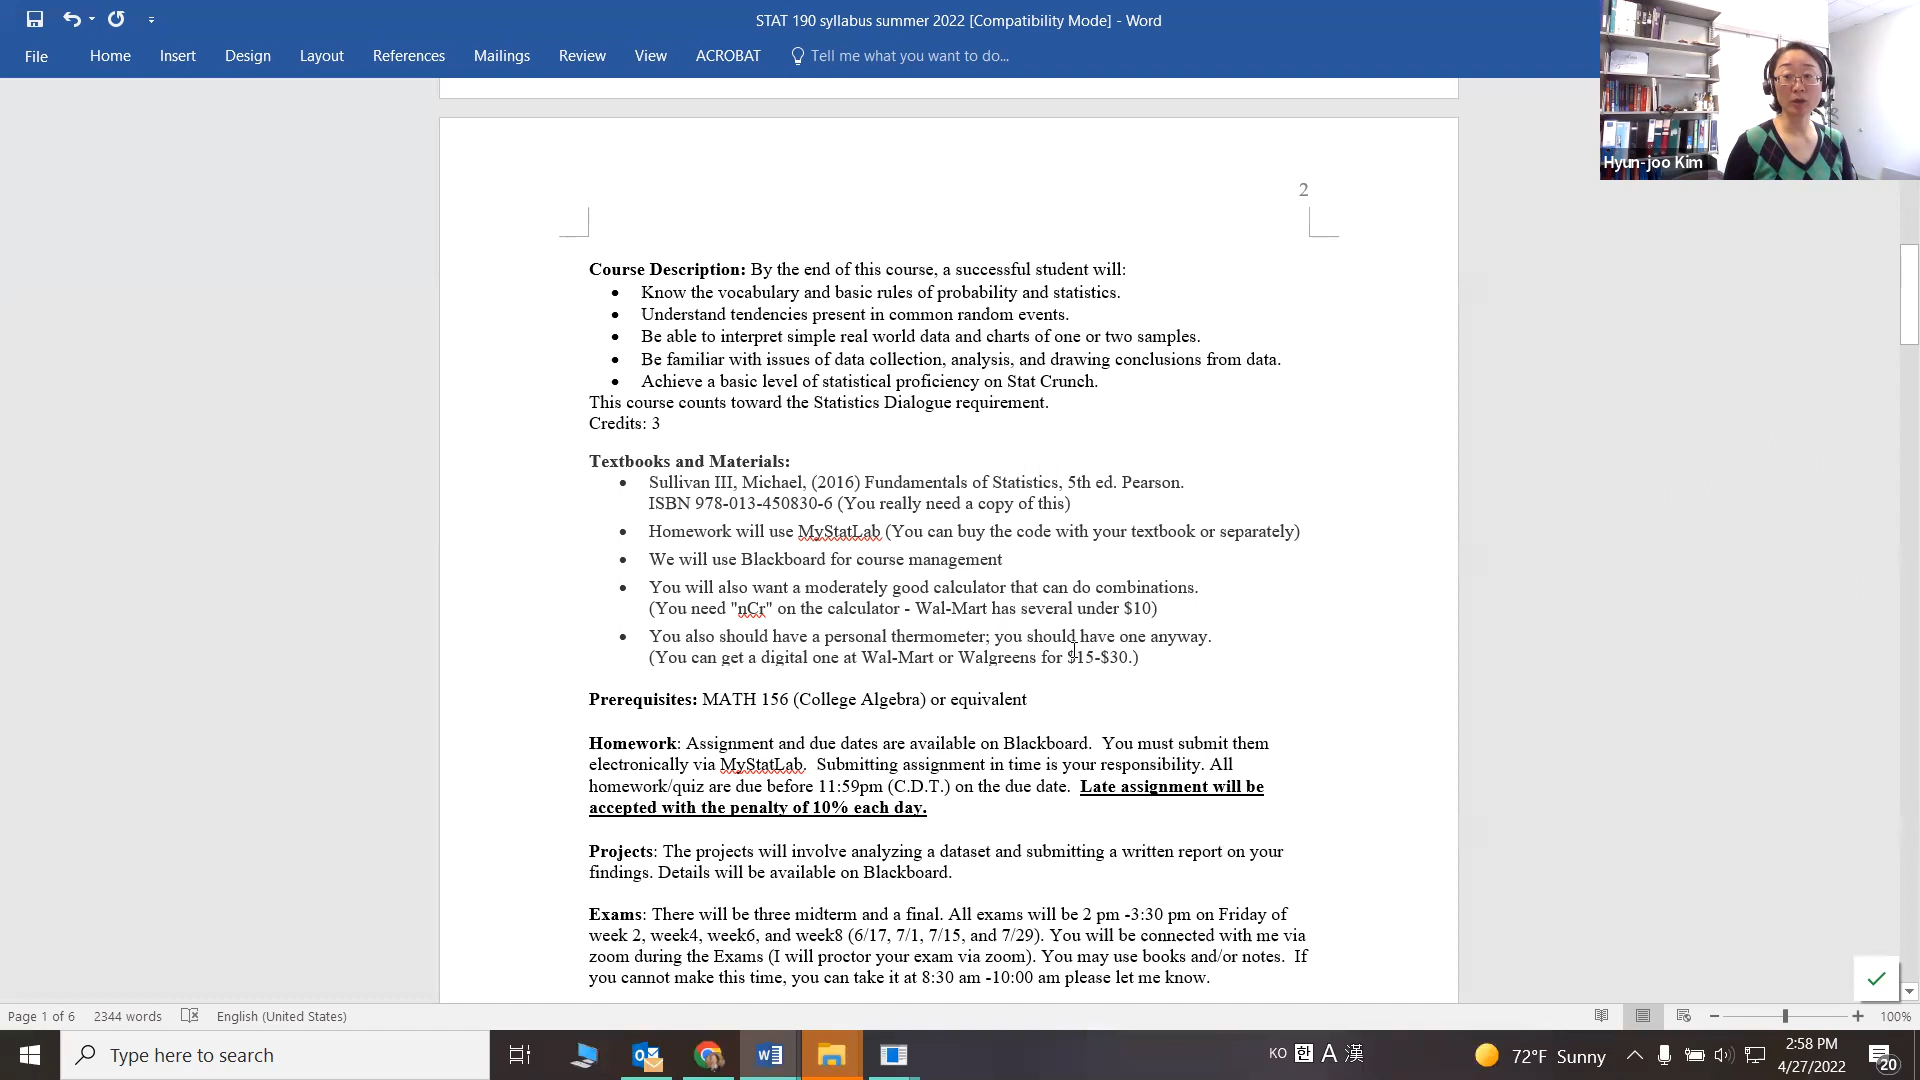 STAT 190 syllabus summer 2022 [Compatibility Mode] - Word
File Home Insert Design Layout References Mailings Review View ACROBAT Tell me what you want to do...
Hyun-joo Kim
2
Course Description: By the end of this course, a successful student will:
• Know the vocabulary and basic rules of probability and statistics.
• Understand tendencies present in common random events.
• Be able to interpret simple real world data and charts of one or two samples.
• Be familiar with issues of data collection, analysis, and drawing conclusions from data.
• Achieve a basic level of statistical proficiency on Stat Crunch.
This course counts toward the Statistics Dialogue requirement.
Credits: 3
Textbooks and Materials:
• Sullivan III, Michael, (2016) Fundamentals of Statistics, 5th ed. Pearson.
ISBN 978-013-450830-6 (You really need a copy of this)
• Homework will use MyStatLab (You can buy the code with your textbook or separately)
• We will use Blackboard for course management
• You will also want a moderately good calculator that can do combinations.
(You need "nCr" on the calculator - Wal-Mart has several under $10)
• You also should have a personal thermometer; you should have one anyway.
(You can get a digital one at Wal-Mart or Walgreens for $15-$30.)
Prerequisites: MATH 156 (College Algebra) or equivalent
Homework: Assignment and due dates are available on Blackboard.  You must submit them
electronically via MyStatLab.  Submitting assignment in time is your responsibility. All
homework/quiz are due before 11:59pm (C.D.T.) on the due date.  Late assignment will be
accepted with the penalty of 10% each day.
Projects: The projects will involve analyzing a dataset and submitting a written report on your
findings. Details will be available on Blackboard.
Exams: There will be three midterm and a final. All exams will be 2 pm -3:30 pm on Friday of
week 2, week4, week6, and week8 (6/17, 7/1, 7/15, and 7/29). You will be connected with me via
zoom during the Exams (I will proctor your exam via zoom). You may use books and/or notes.  If
you cannot make this time, you can take it at 8:30 am -10:00 am please let me know.
Page 1 of 6 2344 words English (United States) 100%
Type here to search
KO 한 A 漢
72°F Sunny
2:58 PM
4/27/2022
20